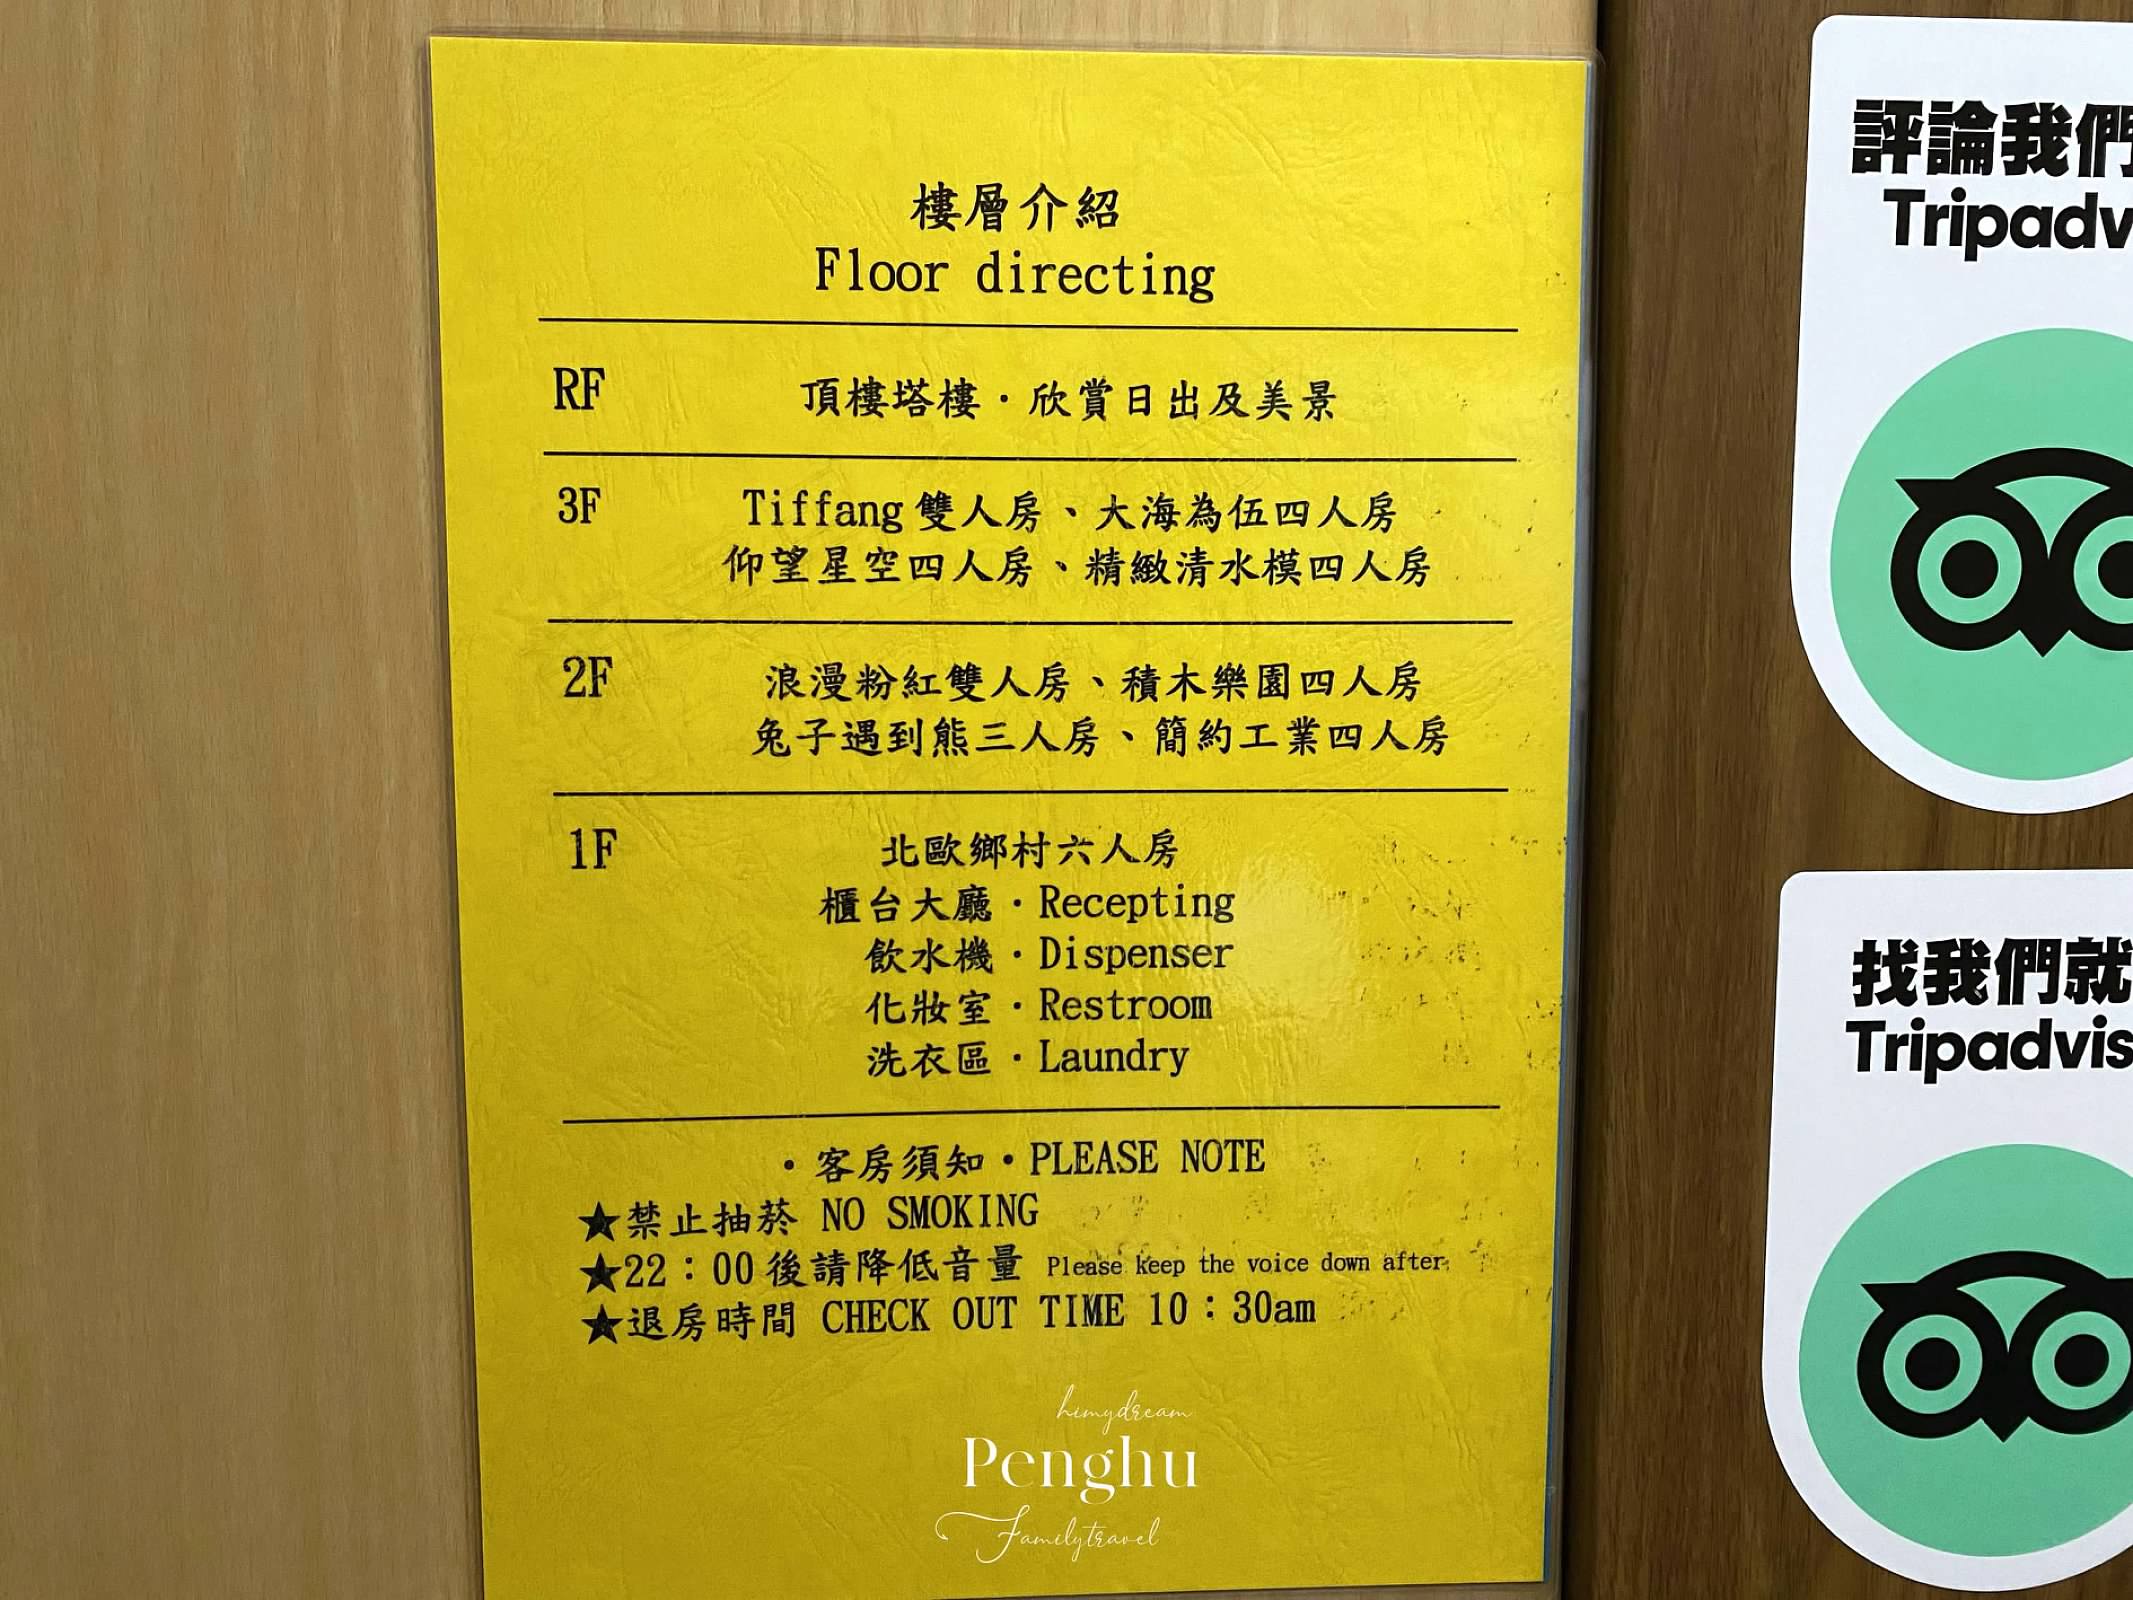 樓層介紹
Floor directing
RF 頂樓塔樓・欣賞日出及美景
3F Tiffang雙人房、大海為伍四人房
仰望星空四人房、精緻清水模四人房
2F 浪漫粉紅雙人房、積木樂園四人房
兔子遇到熊三人房、簡約工業四人房
1F 北歐鄉村六人房
櫃台大廳・Recepting
飲水機・Dispenser
化妝室・Restroom
洗衣區・Laundry
・客房須知・PLEASE NOTE
★禁止抽菸 NO SMOKING
★22：00後請降低音量 Please keep the voice down after
★退房時間 CHECK OUT TIME 10：30am
himydream
Penghu
Familytravel
評論我們
Tripadv
找我們就
Tripadvis